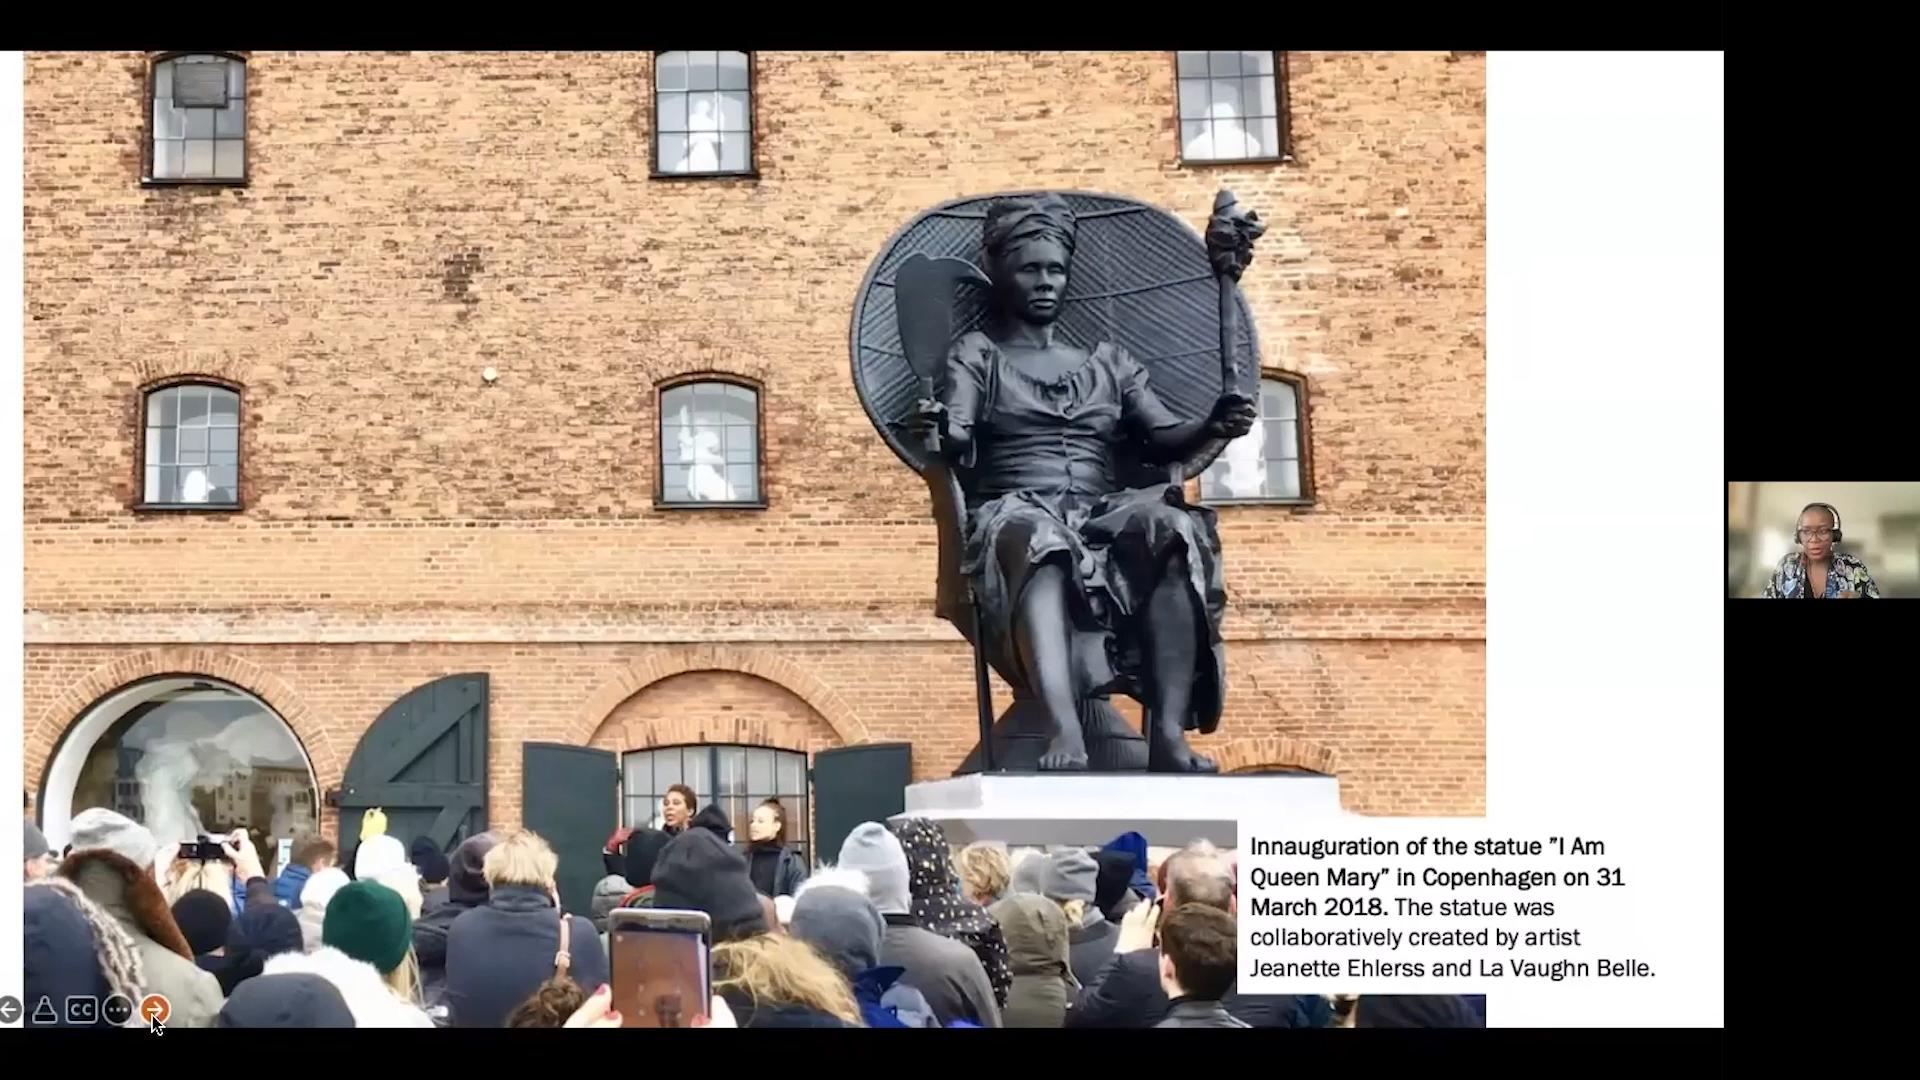 Innauguration of the statue ”I Am
Queen Mary” in Copenhagen on 31
March 2018. The statue was
collaboratively created by artist
Jeanette Ehlerss and La Vaughn Belle.
CC